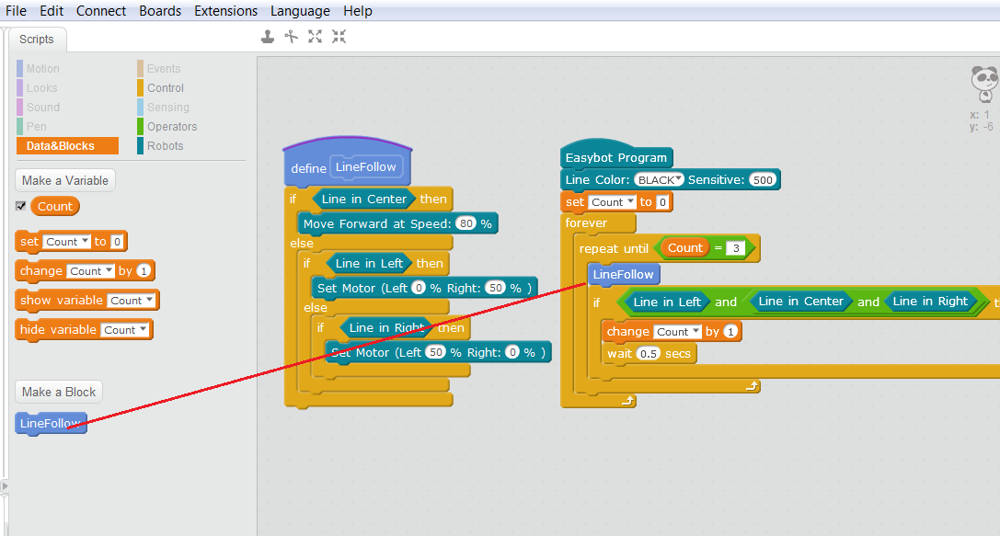 File Edit Connect Boards Extensions Language Help
Scripts
Motion
Looks
Sound
Pen
Data&Blocks
Events
Control
Sensing
Operators
Robots
Make a Variable
Count
set Count to 0
change Count by 1
show variable Count
hide variable Count
Make a Block
LineFollow
define LineFollow
if Line in Center then
Move Forward at Speed: 80 %
else
if Line in Left then
Set Motor (Left 0 % Right: 50 % )
else
if Line in Right then
Set Motor (Left 50 % Right: 0 % )
Easybot Program
Line Color: BLACK Sensitive: 500
set Count to 0
forever
repeat until Count = 3
LineFollow
if Line in Left and Line in Center and Line in Right
change Count by 1
wait 0.5 secs
x: 1
y: -6